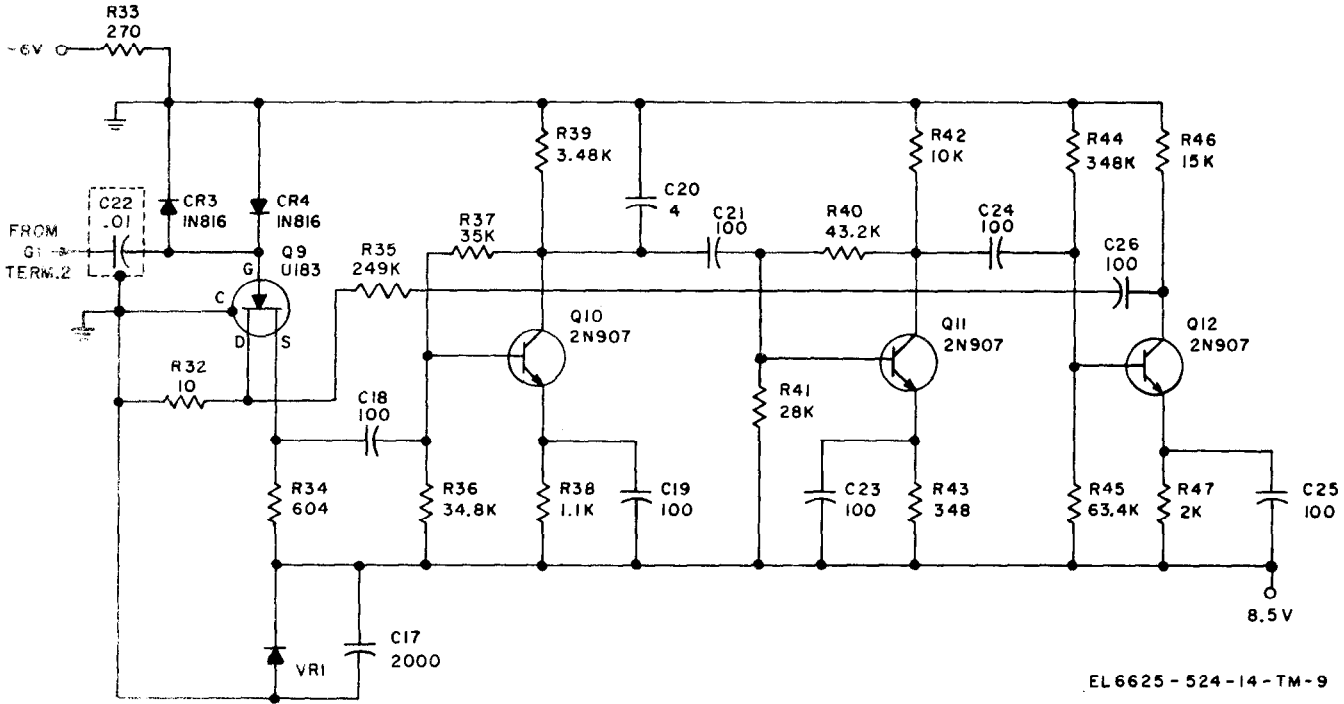 R33
270
-6V
R39
3.48K
R42
10K
R44
348K
R46
15K
C22
.01
CR3
IN816
CR4
IN816
C20
4
FROM
G1
TERM.2
R37
35K
C21
100
R40
43.2K
C24
100
Q9
U183
R35
249K
C26
100
G
C
D
S
Q10
2N907
Q11
2N907
Q12
2N907
R32
10
C18
100
R41
28K
R34
604
R36
34.8K
R38
1.1K
C19
100
C23
100
R43
348
R45
63.4K
R47
2K
C25
100
8.5V
VR1
C17
2000
EL6625-524-14-TM-9